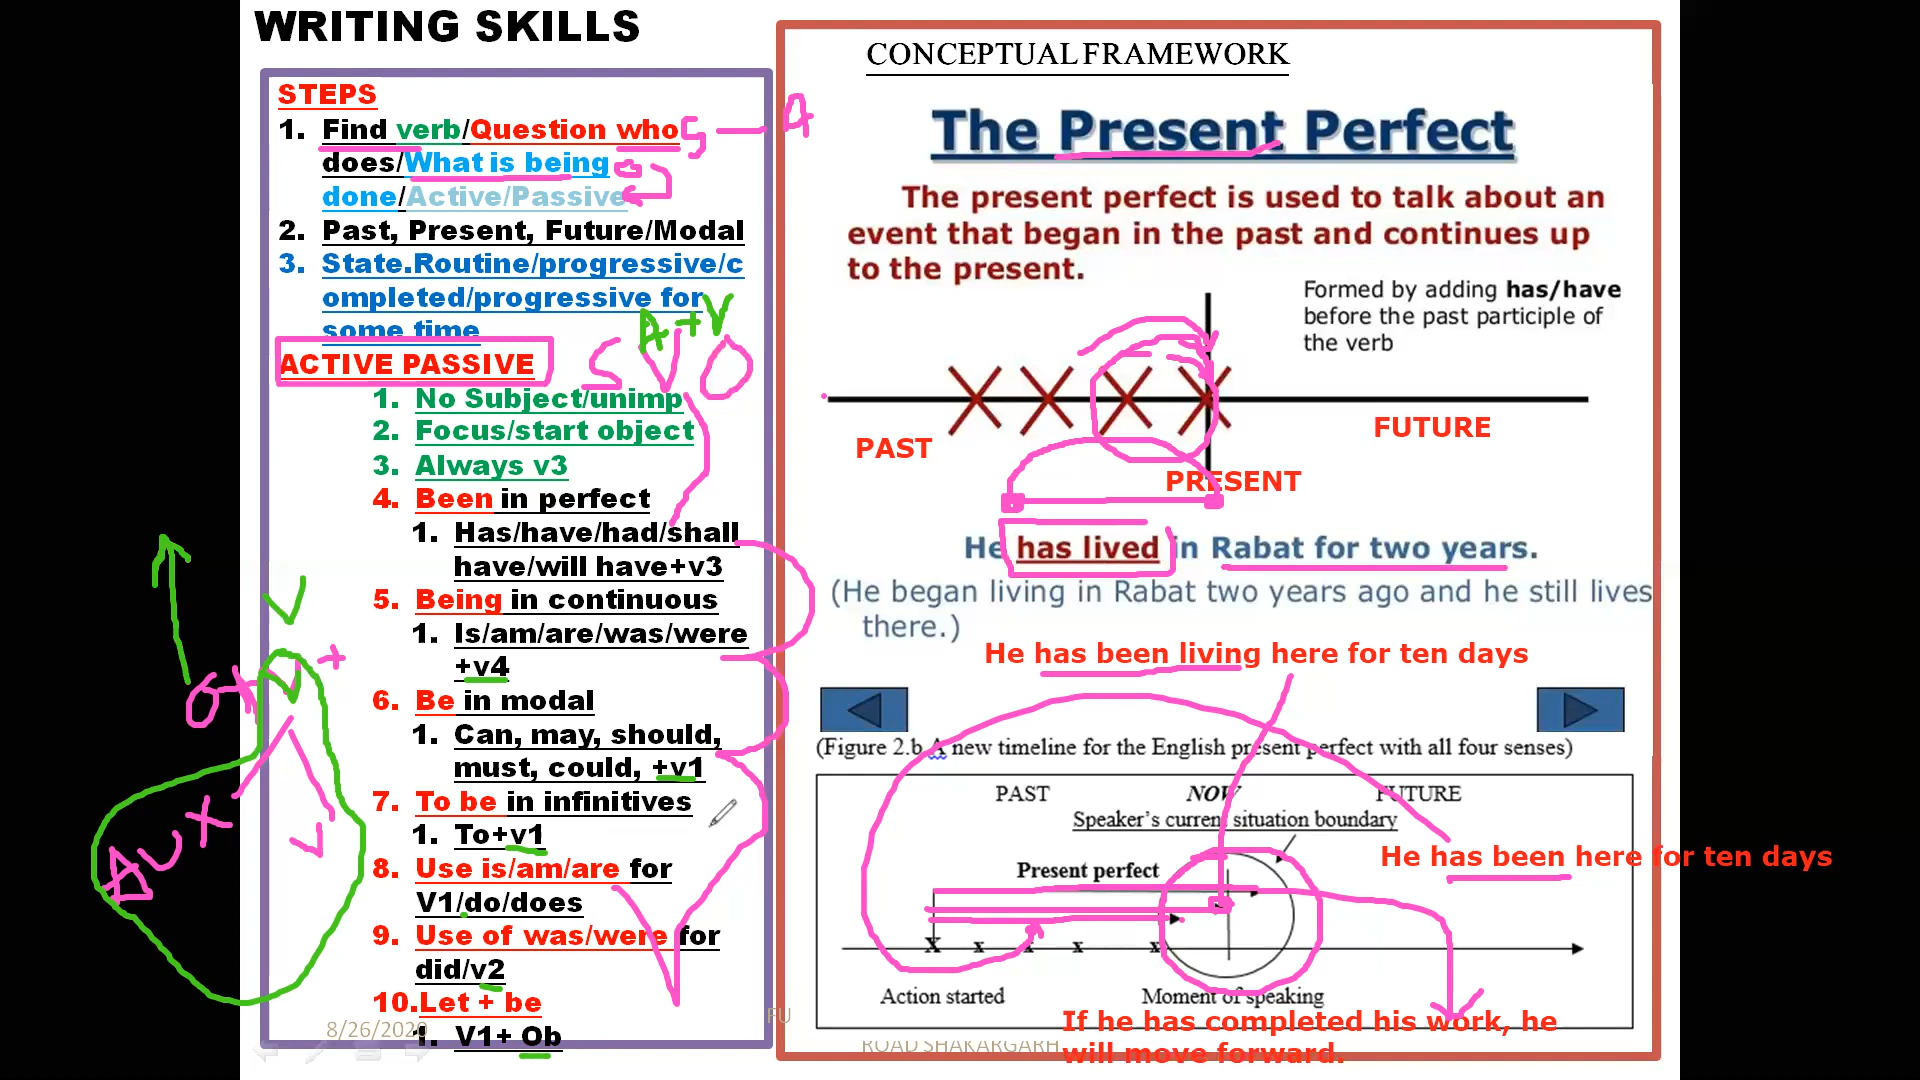 WRITING SKILLS
STEPS
1. Find verb/Question who
does/What is being
done/Active/Passive
2. Past, Present, Future/Modal
3. State.Routine/progressive/c
ompleted/progressive for
some time
A+V
S V O
ACTIVE PASSIVE
1. No Subject/unimp
2. Focus/start object
3. Always v3
4. Been in perfect
1. Has/have/had/shall
have/will have+v3
5. Being in continuous
1. Is/am/are/was/were
+v4
6. Be in modal
1. Can, may, should,
must, could, +v1
7. To be in infinitives
1. To+v1
8. Use is/am/are for
V1/do/does
9. Use of was/were for
did/v2
10. Let + be
1. V1+ Ob
8/26/2020
V
O+
V +
Aux
V
CONCEPTUAL FRAMEWORK
The Present Perfect
The present perfect is used to talk about an
event that began in the past and continues up
to the present.
Formed by adding has/have
before the past participle of
the verb
PAST
FUTURE
PRESENT
He has lived in Rabat for two years.
(He began living in Rabat two years ago and he still lives
there.)
He has been living here for ten days
(Figure 2.b A new timeline for the English present perfect with all four senses)
PAST NOW FUTURE
Speaker's current situation boundary
He has been here for ten days
Present perfect
X x x x x
Action started
Moment of speaking
If he has completed his work, he
will move forward.
FU
ROAD SHAKARGARH